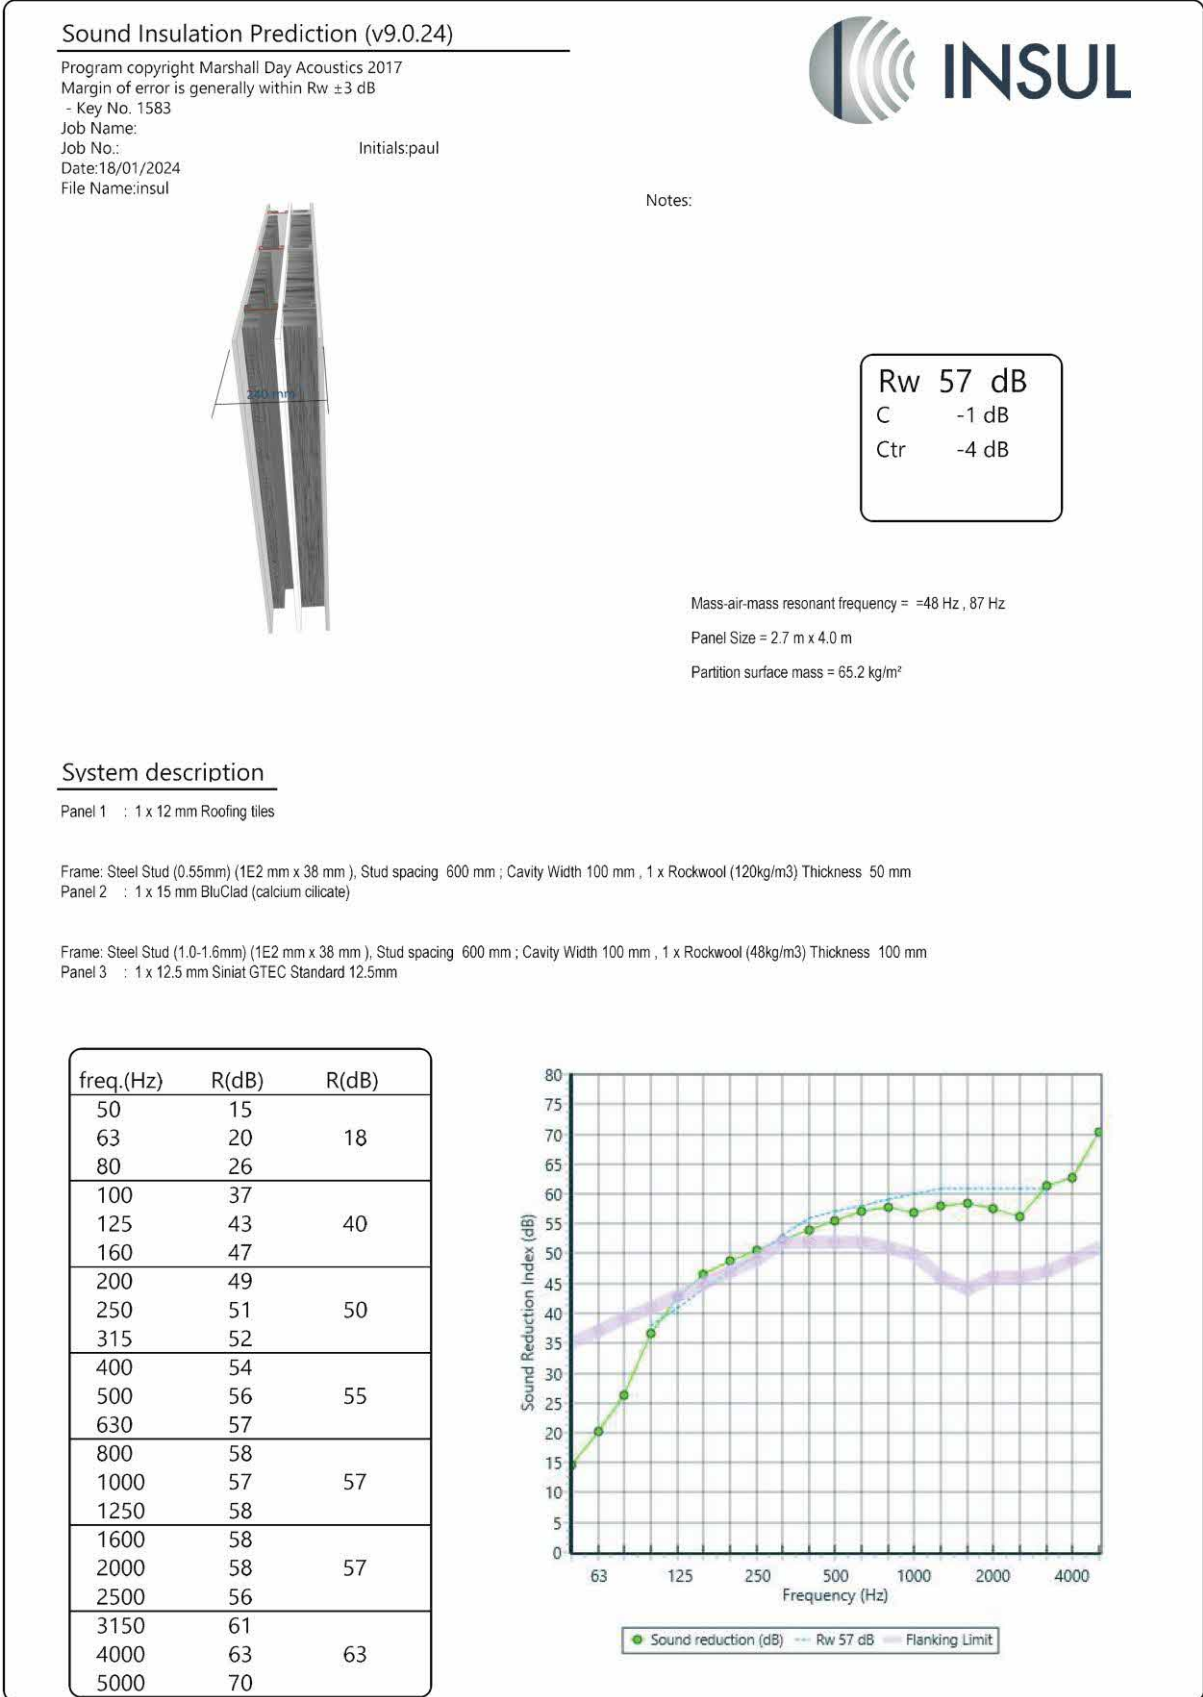 Sound Insulation Prediction (v9.0.24)
Program copyright Marshall Day Acoustics 2017
Margin of error is generally within Rw ±3 dB
- Key No. 1583
Job Name:
Job No.: Initials:paul
Date:18/01/2024
File Name:insul
INSUL
Notes:
240 mm
Rw 57 dB
C -1 dB
Ctr -4 dB
Mass-air-mass resonant frequency = =48 Hz , 87 Hz
Panel Size = 2.7 m x 4.0 m
Partition surface mass = 65.2 kg/m²
System description
Panel 1 : 1 x 12 mm Roofing tiles
Frame: Steel Stud (0.55mm) (1E2 mm x 38 mm ), Stud spacing 600 mm ; Cavity Width 100 mm , 1 x Rockwool (120kg/m3) Thickness 50 mm
Panel 2 : 1 x 15 mm BluClad (calcium cilicate)
Frame: Steel Stud (1.0-1.6mm) (1E2 mm x 38 mm ), Stud spacing 600 mm ; Cavity Width 100 mm , 1 x Rockwool (48kg/m3) Thickness 100 mm
Panel 3 : 1 x 12.5 mm Siniat GTEC Standard 12.5mm
freq.(Hz) R(dB) R(dB)
50 15
63 20 18
80 26
100 37
125 43 40
160 47
200 49
250 51 50
315 52
400 54
500 56 55
630 57
800 58
1000 57 57
1250 58
1600 58
2000 58 57
2500 56
3150 61
4000 63 63
5000 70
Sound Reduction Index (dB)
80
75
70
65
60
55
50
45
40
35
30
25
20
15
10
5
0
63 125 250 500 1000 2000 4000
Frequency (Hz)
Sound reduction (dB) Rw 57 dB Flanking Limit